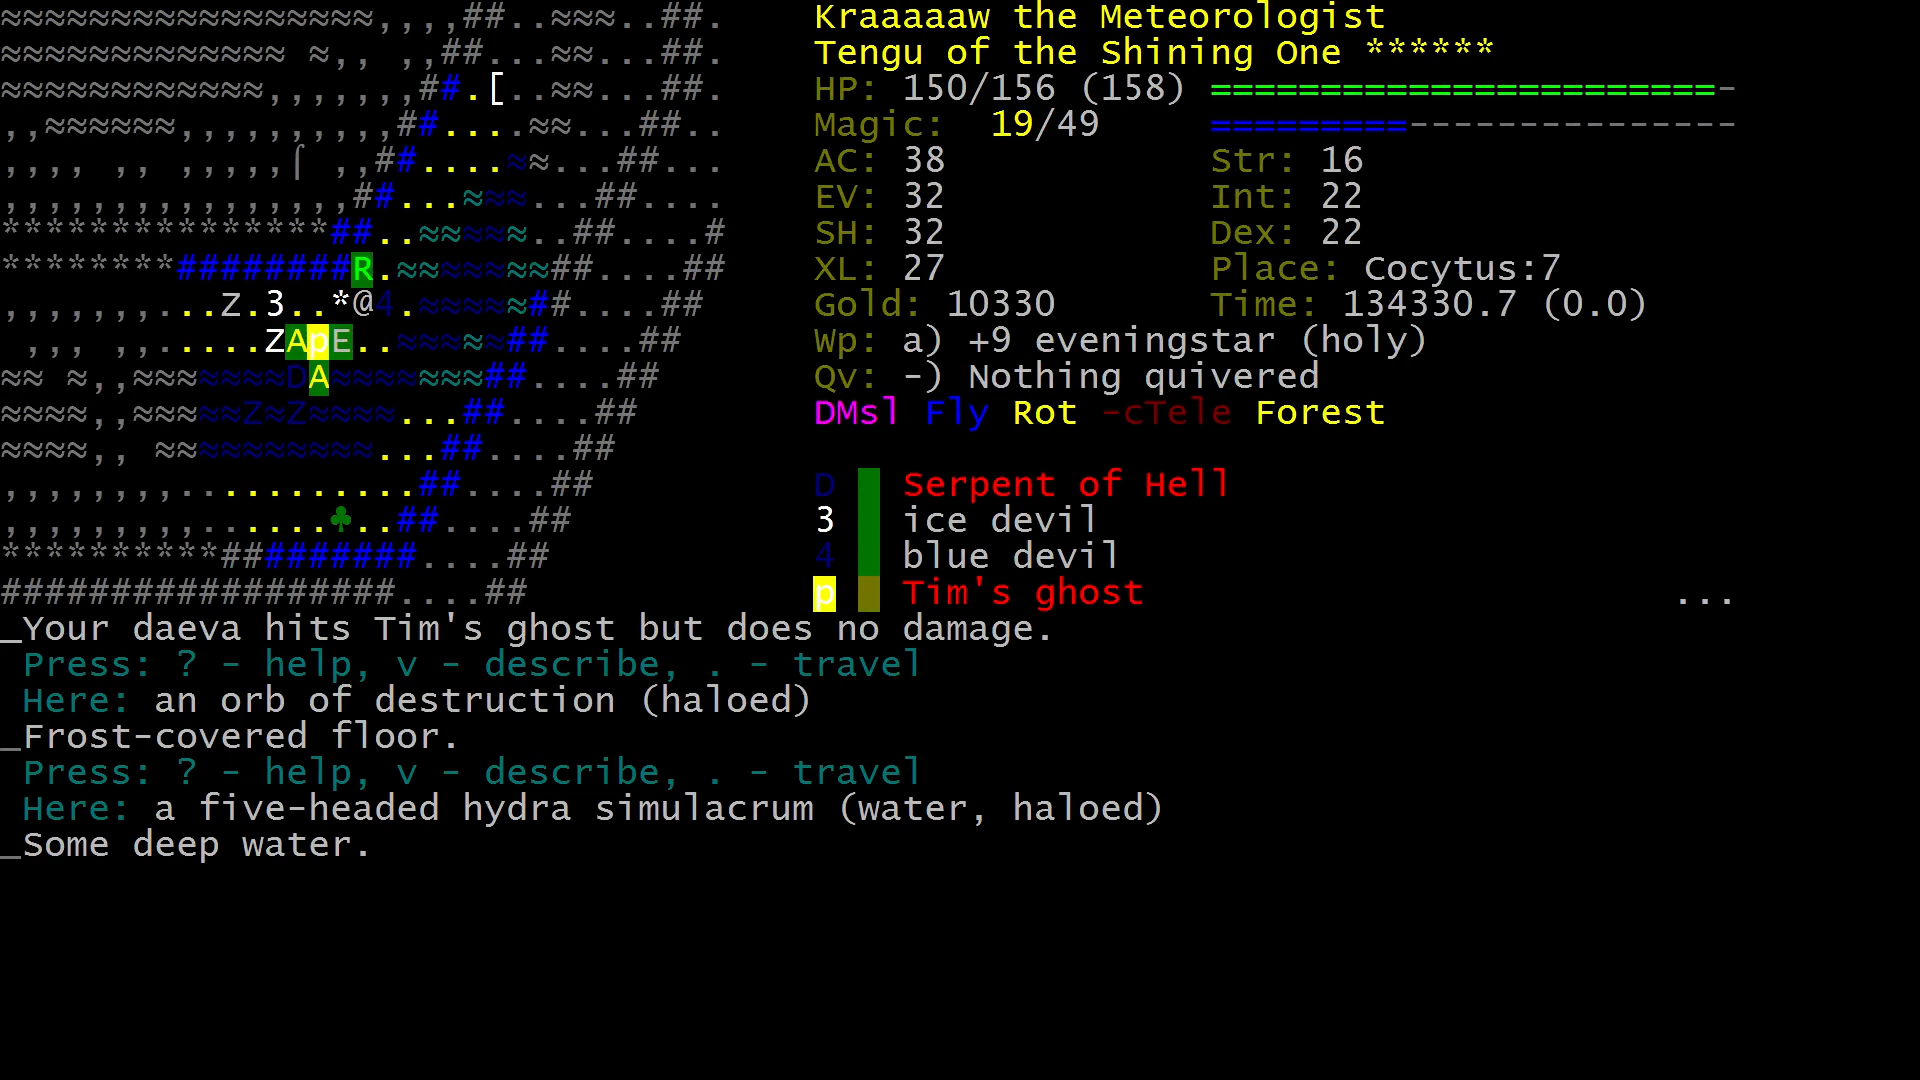 ≈≈≈≈≈≈≈≈≈≈≈≈≈≈≈≈≈,,,,##..≈≈≈..##.  Kraaaaaw the Meteorologist
≈≈≈≈≈≈≈≈≈≈≈≈≈ ≈,, ,,##...≈≈...##.  Tengu of the Shining One ******
≈≈≈≈≈≈≈≈≈≈≈≈,,,,,,,##.[..≈≈...##.  HP: 150/156 (158) =======================-
,,≈≈≈≈≈≈,,,,,,,,,,##....≈≈...##..  Magic:  19/49 =========---------------
,,,, ,, ,,,,,⌠ ,,##....≈≈...##...  AC: 38 Str: 16
,,,,,,,,,,,,,,,,##...≈≈≈...##....  EV: 32 Int: 22
***************##..≈≈≈≈≈..##....#  SH: 32 Dex: 22
********########R.≈≈≈≈≈≈≈##....##  XL: 27 Place: Cocytus:7
,,,,,,,..Z.3..*@4.≈≈≈≈≈##....##  Gold: 10330 Time: 134330.7 (0.0)
 ,,, ,,.....ZApE..≈≈≈≈≈##....##  Wp: a) +9 eveningstar (holy)
≈≈ ≈,,≈≈≈≈≈≈≈DA≈≈≈≈≈≈≈##....##  Qv: -) Nothing quivered
≈≈≈≈,,≈≈≈≈≈Z≈Z≈≈≈≈...##....##  DMsl Fly Rot -cTele Forest
≈≈≈≈,, ≈≈≈≈≈≈≈≈≈≈...##....##
,,,,,,,,...........##....##  D Serpent of Hell
,,,,,,,,,,.....♣..##....##  3 ice devil
**********#########....##  4 blue devil
##################....##  p Tim's ghost ...
_Your daeva hits Tim's ghost but does no damage.
Press: ? - help, v - describe, . - travel
Here: an orb of destruction (haloed)
_Frost-covered floor.
Press: ? - help, v - describe, . - travel
Here: a five-headed hydra simulacrum (water, haloed)
_Some deep water.